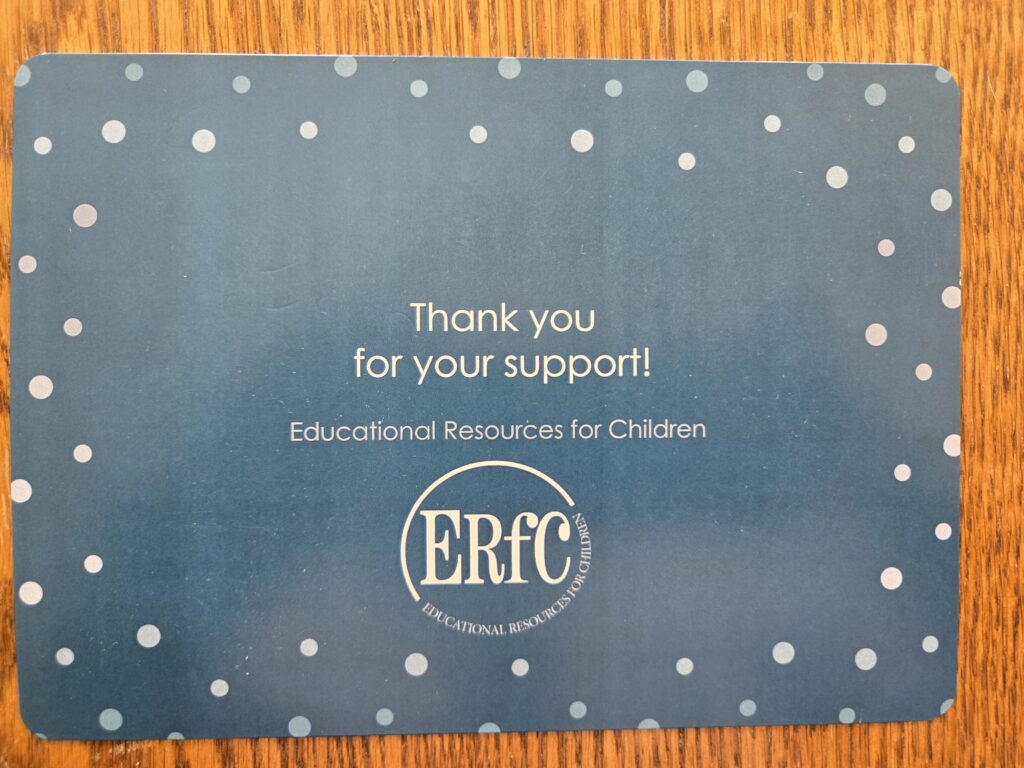 Thank you
for your support!
Educational Resources for Children
ERfC
EDUCATIONAL RESOURCES FOR CHILDREN